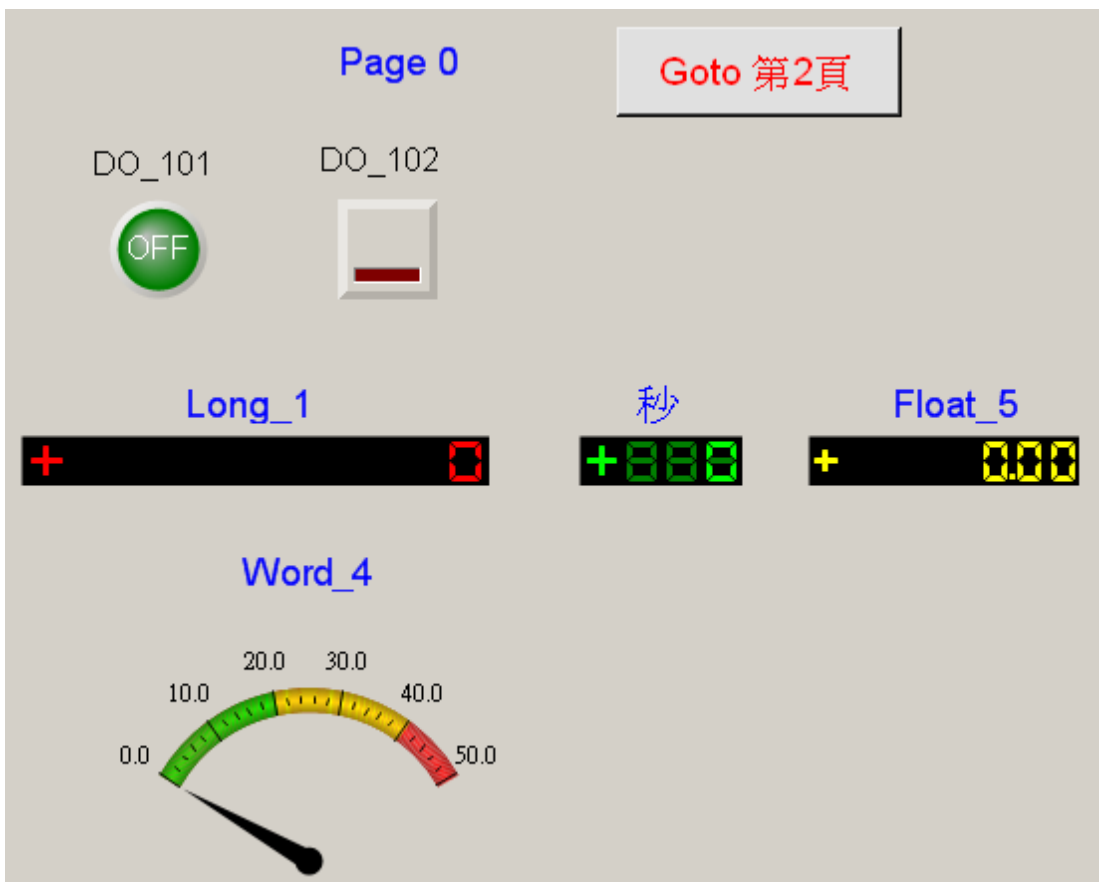 Page 0
Goto 第2頁
DO_101
DO_102
OFF
Long_1
秒
Float_5
+ 0
+
+ 0.00
Word_4
20.0 30.0
10.0 40.0
0.0 50.0